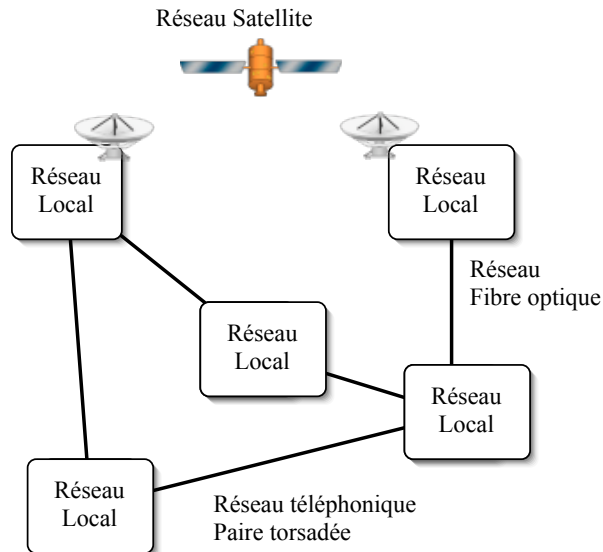 Réseau Satellite
Réseau
Local
Réseau
Local
Réseau
Fibre optique
Réseau
Local
Réseau
Local
Réseau
Local
Réseau téléphonique
Paire torsadée